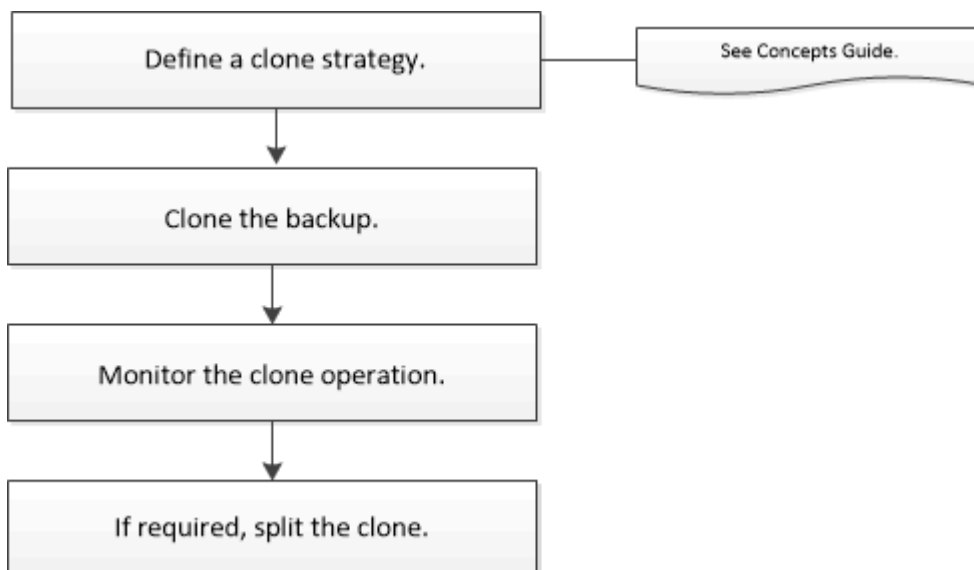 Define a clone strategy.
See Concepts Guide.
Clone the backup.
Monitor the clone operation.
If required, split the clone.